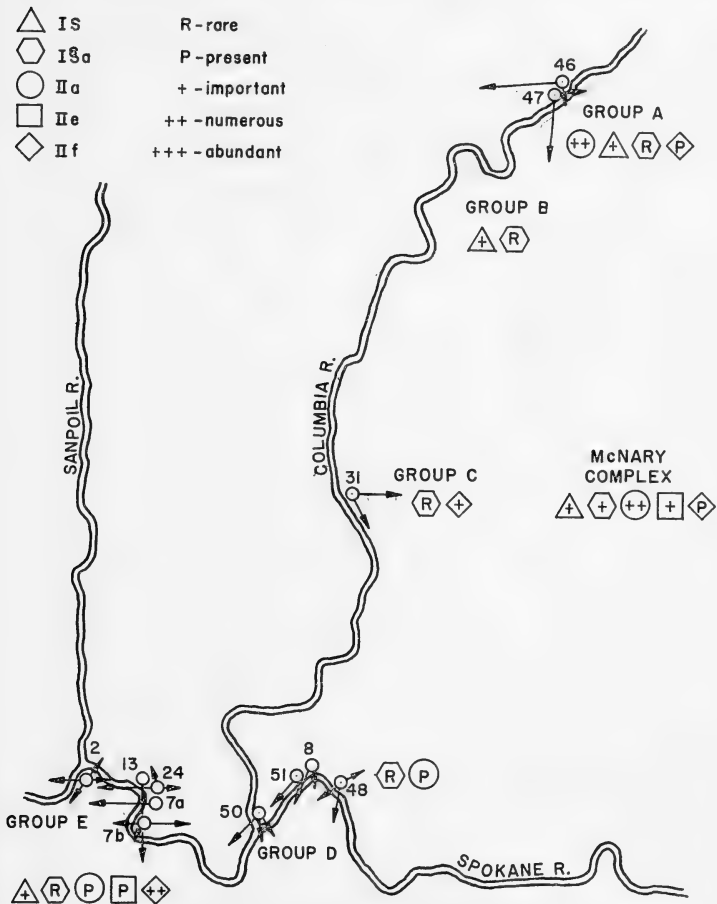 IS
R-rare
ISa
P-present
IIa
+-important
IIe
++-numerous
IIf
+++-abundant
46
47
GROUP A
++ + R P
GROUP B
+ R
SANPOIL R.
COLUMBIA R.
31
GROUP C
R +
McNARY
COMPLEX
+ + ++ + P
2
13
24
7a
7b
GROUP E
+ R P P ++
50
51
8
48
R P
GROUP D
SPOKANE R.